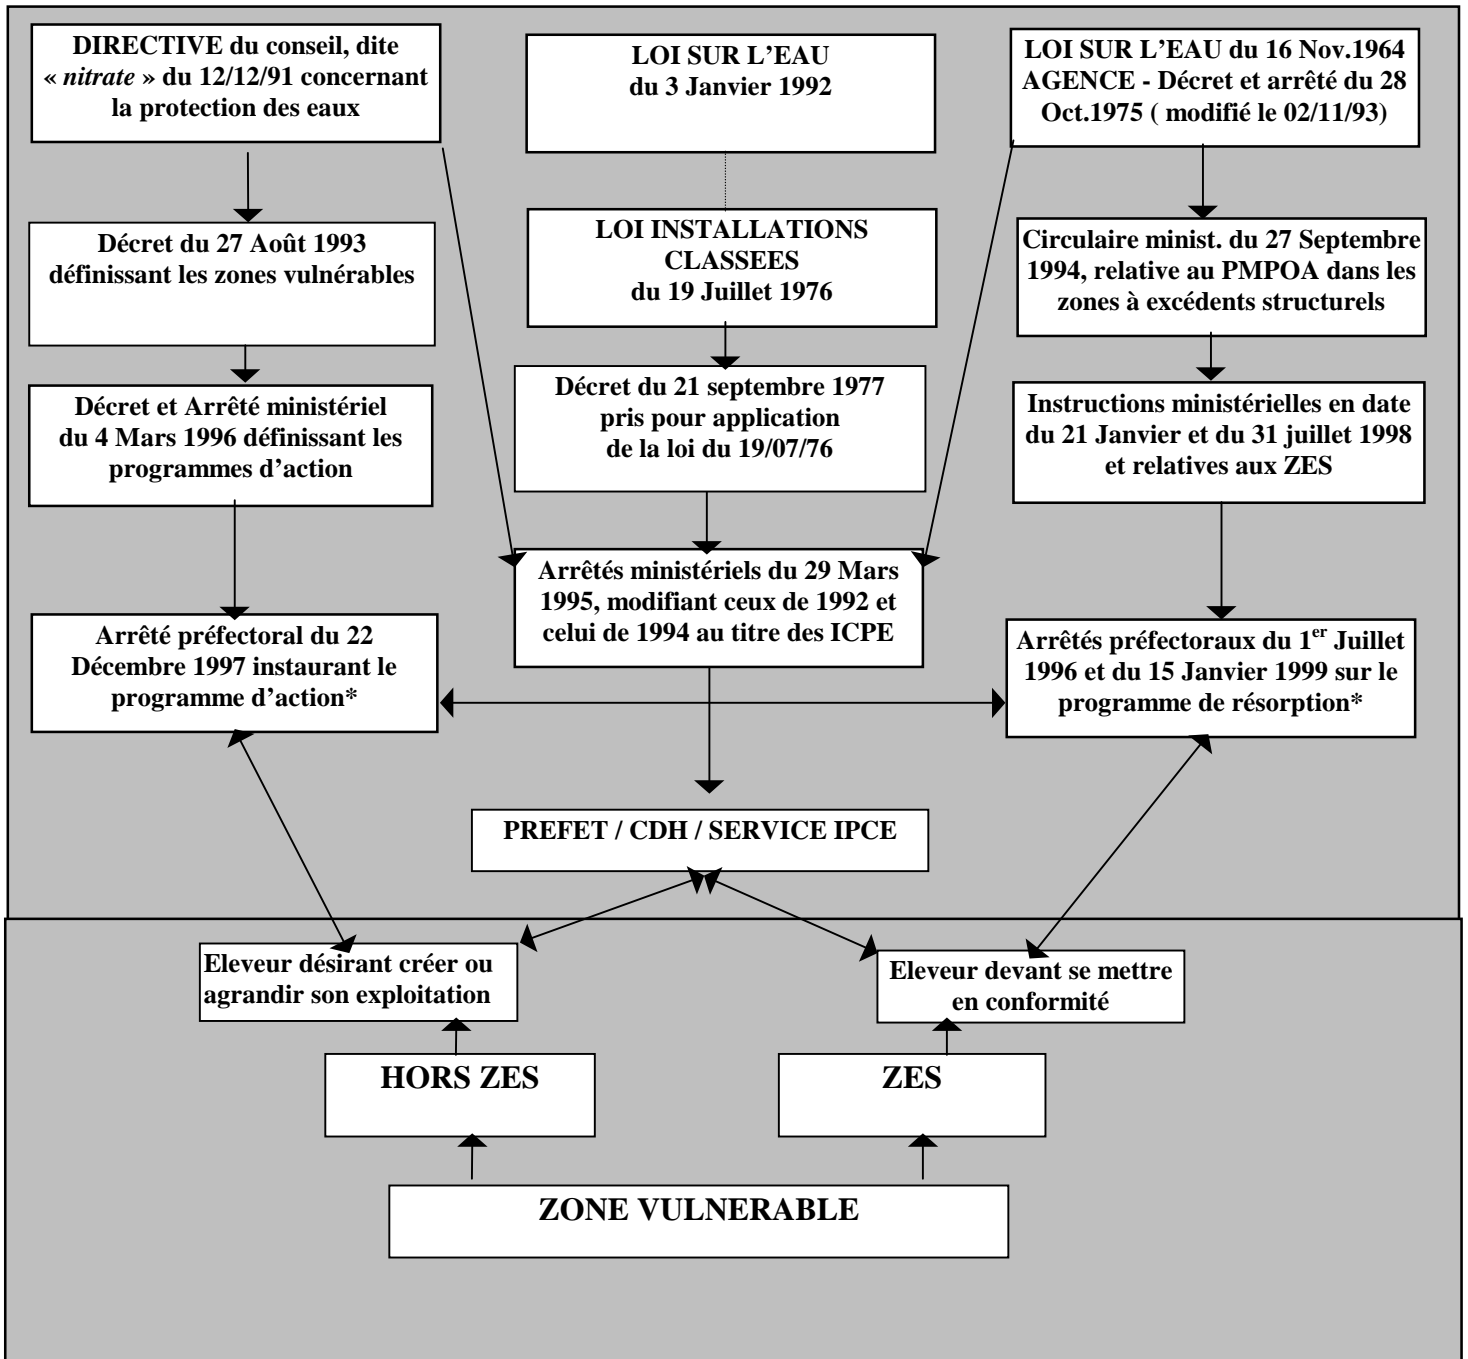 DIRECTIVE du conseil, dite
« nitrate » du 12/12/91 concernant
la protection des eaux
LOI SUR L’EAU
du 3 Janvier 1992
LOI SUR L’EAU du 16 Nov.1964
AGENCE - Décret et arrêté du 28
Oct.1975 ( modifié le 02/11/93)
Décret du 27 Août 1993
définissant les zones vulnérables
LOI INSTALLATIONS
CLASSEES
du 19 Juillet 1976
Circulaire minist. du 27 Septembre
1994, relative au PMPOA dans les
zones à excédents structurels
Décret et Arrêté ministériel
du 4 Mars 1996 définissant les
programmes d’action
Décret du 21 septembre 1977
pris pour application
de la loi du 19/07/76
Instructions ministérielles en date
du 21 Janvier et du 31 juillet 1998
et relatives aux ZES
Arrêté préfectoral du 22
Décembre 1997 instaurant le
programme d’action*
Arrêtés ministériels du 29 Mars
1995, modifiant ceux de 1992 et
celui de 1994 au titre des ICPE
Arrêtés préfectoraux du 1er Juillet
1996 et du 15 Janvier 1999 sur le
programme de résorption*
PREFET / CDH / SERVICE IPCE
Eleveur désirant créer ou
agrandir son exploitation
Eleveur devant se mettre
en conformité
HORS ZES
ZES
ZONE VULNERABLE